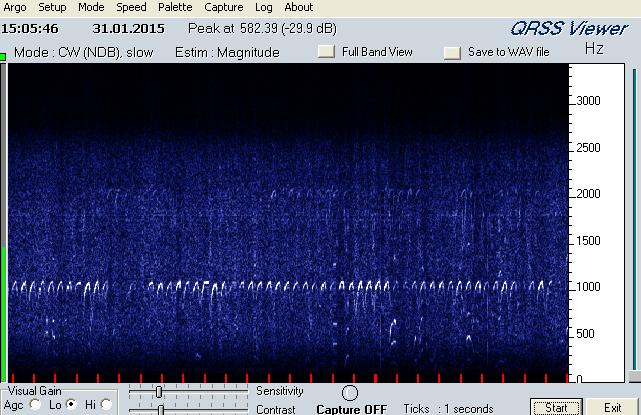 Argo Setup Mode Speed Palette Capture Log About
15:05:46 31.01.2015 Peak at 582.39 (-29.9 dB) QRSS Viewer
Mode : CW (NDB), slow Estim : Magnitude Full Band View Save to WAV file Hz
3000
2500
2000
1500
1000
500
0
Visual Gain Sensitivity
Agc Lo Hi Contrast Capture OFF Ticks : 1 seconds Start Exit